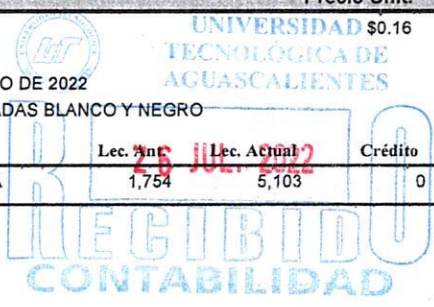 Precio Unit.
UNIVERSIDAD $0.16
TECNOLÓGICA DE
O DE 2022 AGUASCALIENTES
ADAS BLANCO Y NEGRO
Lec. Ant. Lec. Actual Crédito
26 JUL. 2022
A 1,754 5,103 0
RECIBIDO
CONTABILIDAD